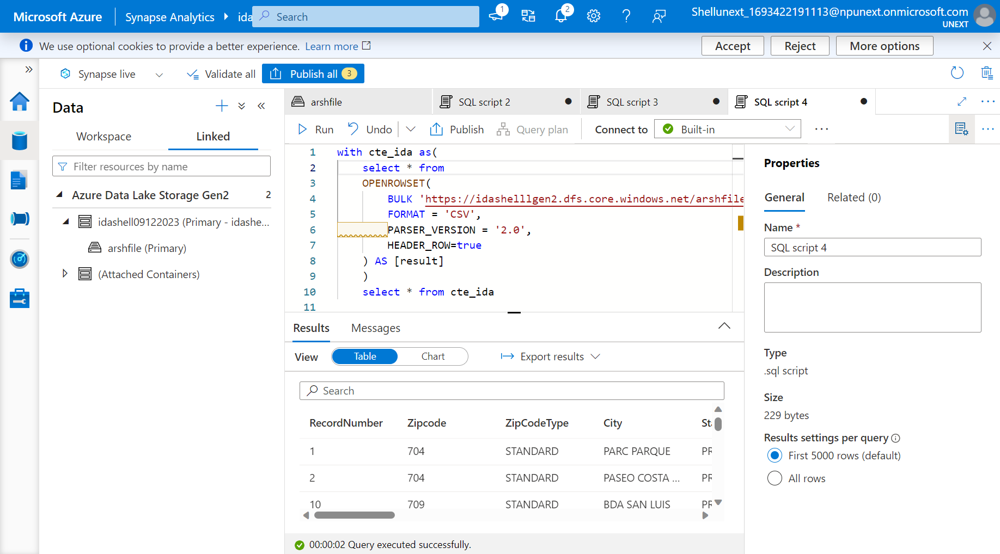 Microsoft Azure
Synapse Analytics
ida
Search
1
2
Shellunext_1693422191113@npunext.onmicrosoft.com
UNEXT
We use optional cookies to provide a better experience. Learn more
Accept
Reject
More options
Synapse live
Validate all
Publish all 3
Data
Workspace
Linked
Filter resources by name
Azure Data Lake Storage Gen2 2
idashell09122023 (Primary - idashe...
arshfile (Primary)
(Attached Containers)
arshfile
SQL script 2
SQL script 3
SQL script 4
Run
Undo
Publish
Query plan
Connect to
Built-in
1 with cte_ida as(
2 select * from
3 OPENROWSET(
4 BULK 'https://idashelllgen2.dfs.core.windows.net/arshfile
5 FORMAT = 'CSV',
6 PARSER_VERSION = '2.0',
7 HEADER_ROW=true
8 ) AS [result]
9 )
10 select * from cte_ida
11
Results
Messages
View
Table
Chart
Export results
Search
RecordNumber Zipcode ZipCodeType City St
1 704 STANDARD PARC PARQUE PR
2 704 STANDARD PASEO COSTA ... PR
10 709 STANDARD BDA SAN LUIS PR
00:00:02 Query executed successfully.
Properties
General
Related (0)
Name *
SQL script 4
Description
Type
.sql script
Size
229 bytes
Results settings per query
First 5000 rows (default)
All rows